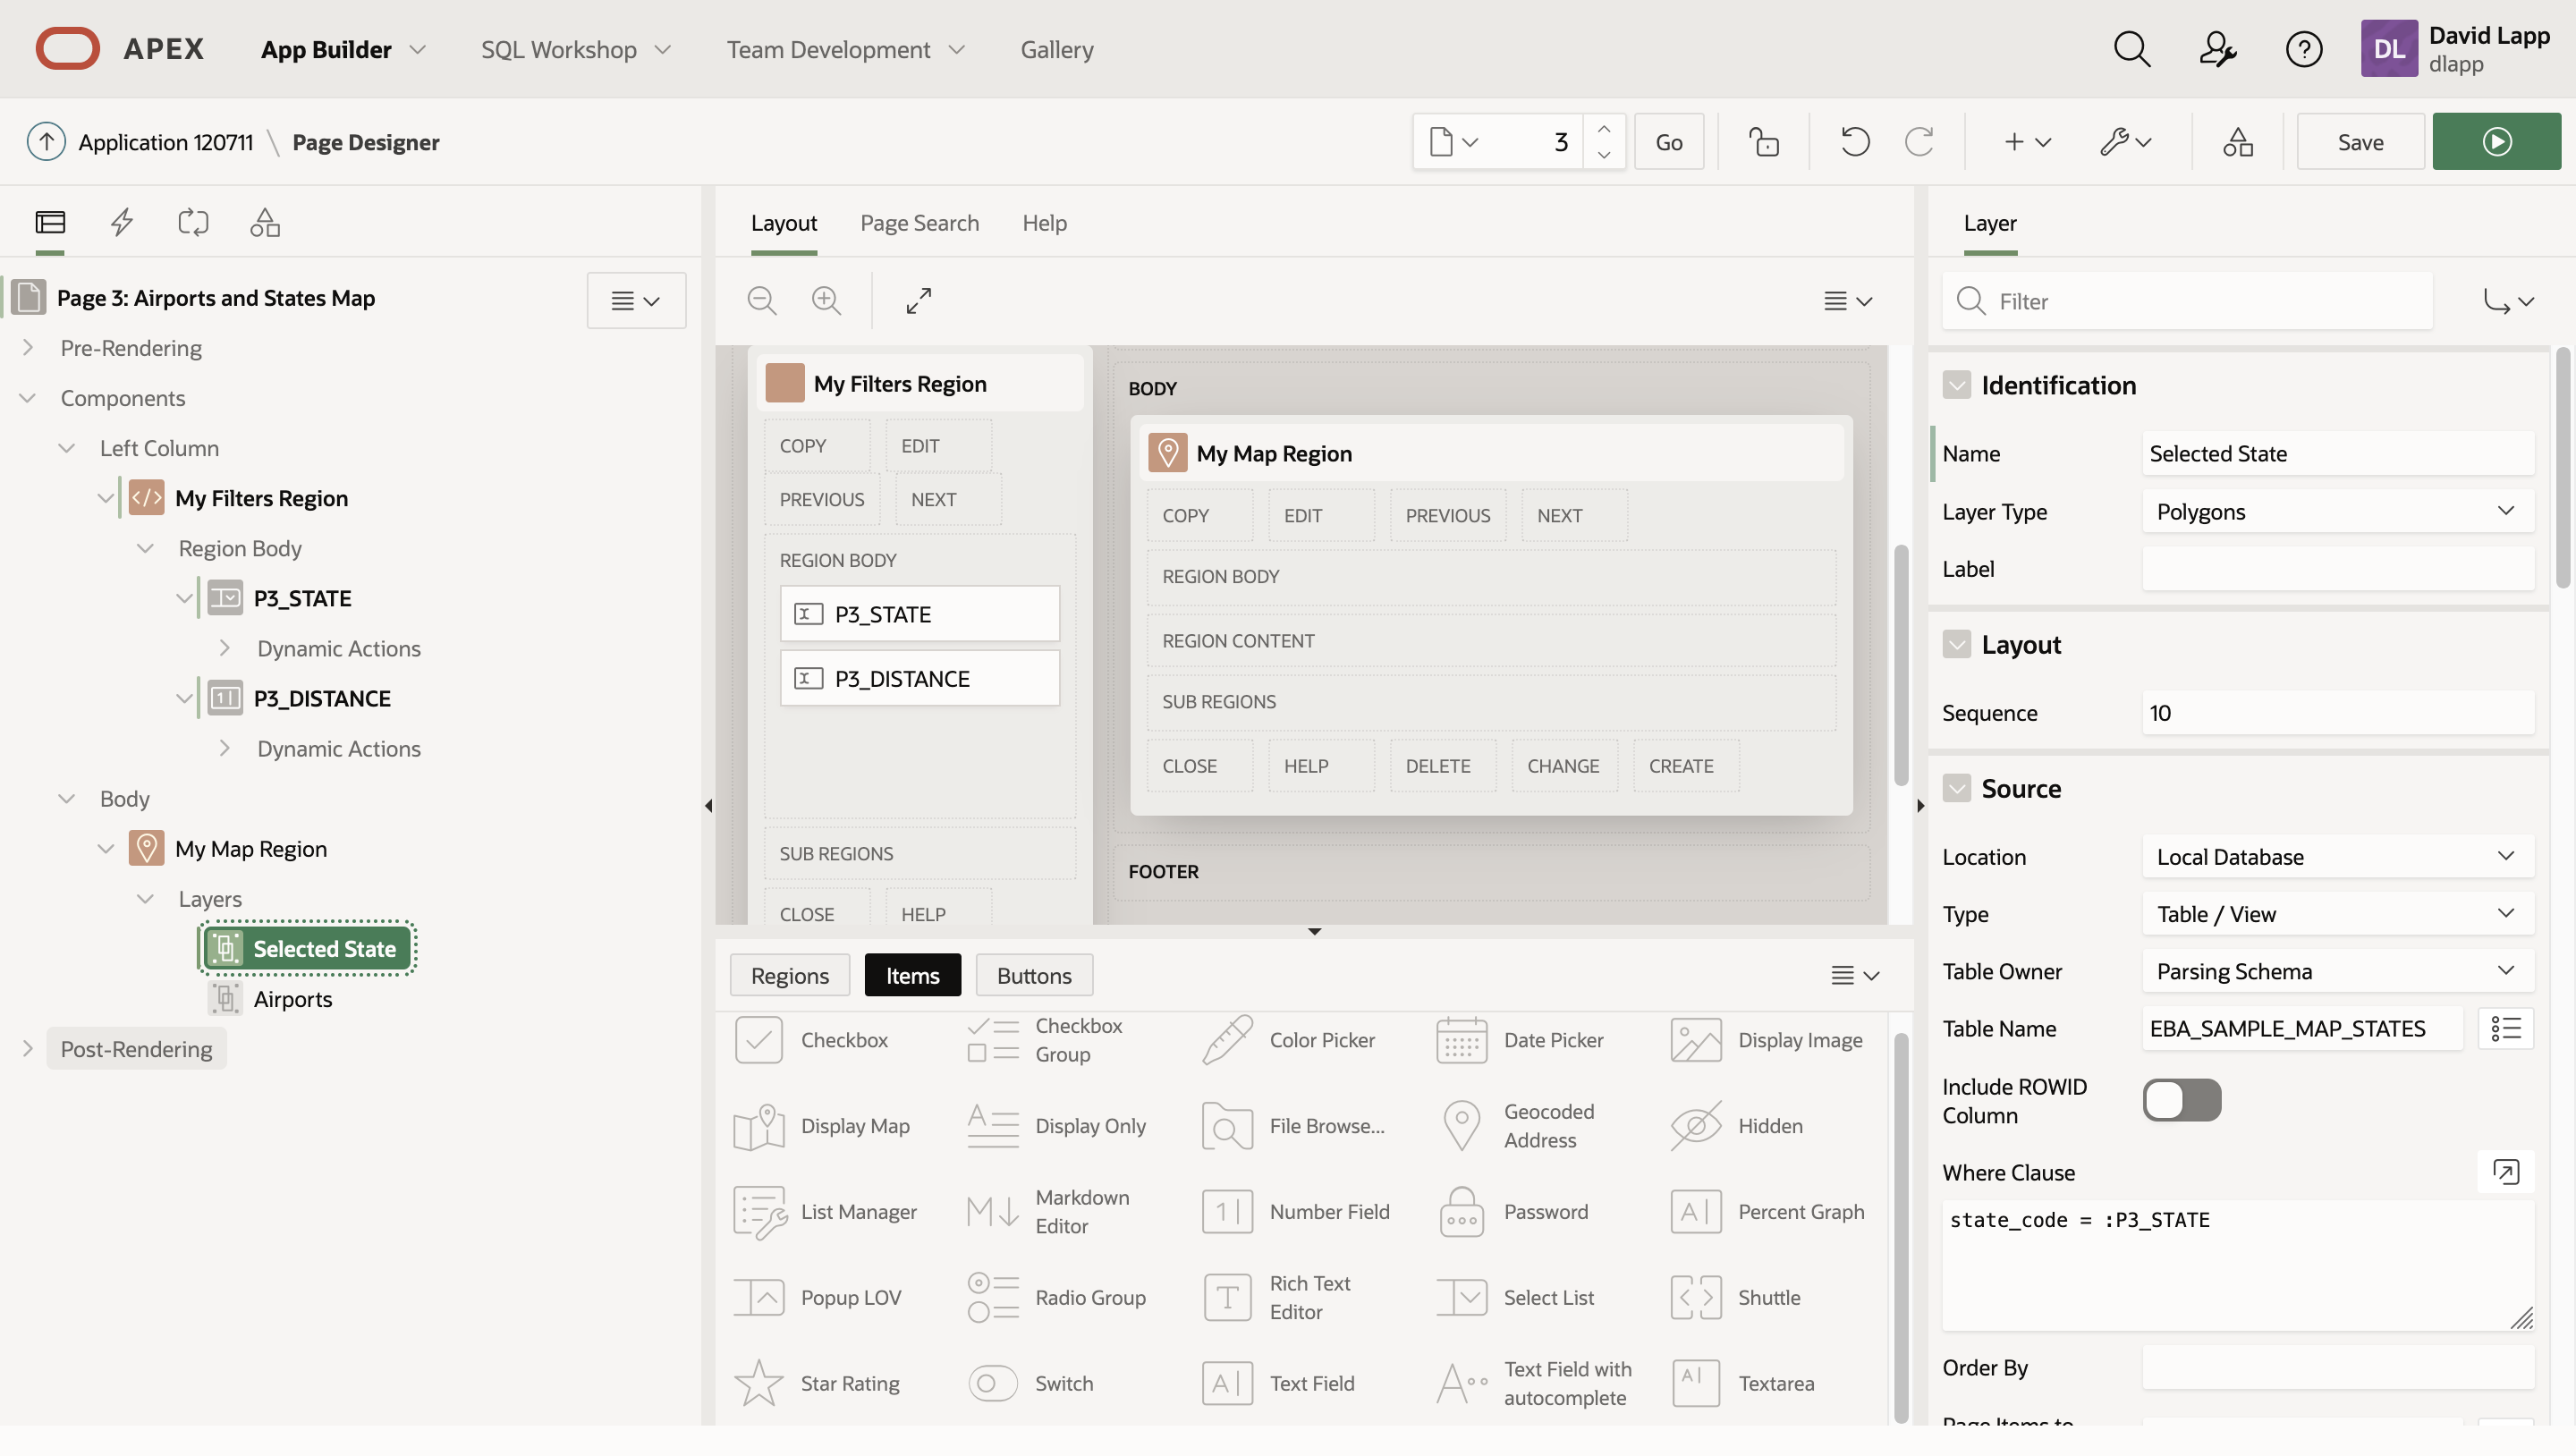 APEX App Builder SQL Workshop Team Development Gallery DL David Lapp
dlapp
Application 120711 \ Page Designer 3 Go Save
Page 3: Airports and States Map
Pre-Rendering
Components
Left Column
My Filters Region
Region Body
P3_STATE
Dynamic Actions
P3_DISTANCE
Dynamic Actions
Body
My Map Region
Layers
Selected State
Airports
Post-Rendering
Layout Page Search Help
My Filters Region
COPY EDIT
PREVIOUS NEXT
REGION BODY
P3_STATE
P3_DISTANCE
SUB REGIONS
CLOSE HELP
BODY
My Map Region
COPY EDIT PREVIOUS NEXT
REGION BODY
REGION CONTENT
SUB REGIONS
CLOSE HELP DELETE CHANGE CREATE
FOOTER
Regions Items Buttons
Checkbox
Checkbox
Group
Color Picker
Date Picker
Display Image
Display Map
Display Only
File Browse...
Geocoded
Address
Hidden
List Manager
Markdown
Editor
Number Field
Password
Percent Graph
Popup LOV
Radio Group
Rich Text
Editor
Select List
Shuttle
Star Rating
Switch
Text Field
Text Field with
autocomplete
Textarea
Layer
Filter
Identification
Name Selected State
Layer Type Polygons
Label
Layout
Sequence 10
Source
Location Local Database
Type Table / View
Table Owner Parsing Schema
Table Name EBA_SAMPLE_MAP_STATES
Include ROWID
Column
Where Clause
state_code = :P3_STATE
Order By
Page Items to